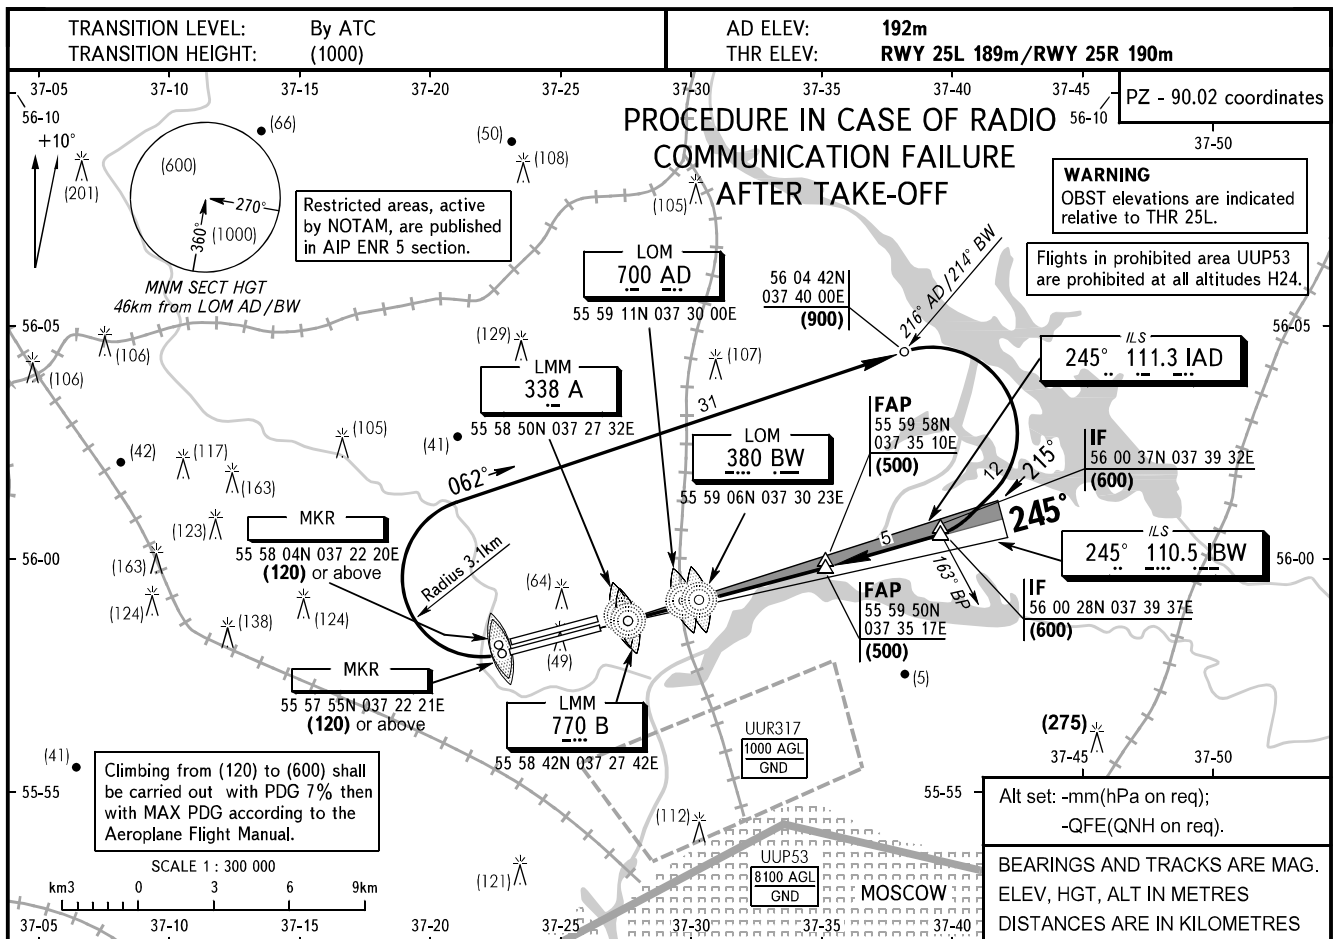 TRANSITION LEVEL: By ATC
TRANSITION HEIGHT: (1000)
AD ELEV: 192m
THR ELEV: RWY 25L 189m/RWY 25R 190m
37-05 37-10 37-15 37-20 37-25 37-30 37-35 37-40 37-45
PZ - 90.02 coordinates
56-10
56-10
37-50
+10°
(201)
(66)
(600)
270°
360°
(1000)
MNM SECT HGT
46km from LOM AD/BW
Restricted areas, active
by NOTAM, are published
in AIP ENR 5 section.
(50)
(108)
(105)
PROCEDURE IN CASE OF RADIO
COMMUNICATION FAILURE
AFTER TAKE-OFF
WARNING
OBST elevations are indicated
relative to THR 25L.
Flights in prohibited area UUP53
are prohibited at all altitudes H24.
LOM
700 AD
55 59 11N 037 30 00E
56 04 42N
037 40 00E
(900)
216° AD/214° BW
56-05
56-05
(106)
(106)
(129)
(107)
LMM
338 A
55 58 50N 037 27 32E
ILS
245° 111.3 IAD
31
FAP
55 59 58N
037 35 10E
(500)
LOM
380 BW
55 59 06N 037 30 23E
IF
56 00 37N 037 39 32E
(600)
(105)
(41)
(42)
(117)
(163)
062°
12
215°
245°
(123)
MKR
55 58 04N 037 22 20E
(120) or above
ILS
245° 110.5 IBW
5
56-00
56-00
(163)
Radius 3.1km
(64)
163° BP
FAP
55 59 50N
037 35 17E
(500)
IF
56 00 28N 037 39 37E
(600)
(124)
(138)
(124)
(49)
MKR
55 57 55N 037 22 21E
(120) or above
(5)
LMM
770 B
55 58 42N 037 27 42E
UUR317
1000 AGL
GND
(275)
37-45 37-50
(41)
Climbing from (120) to (600) shall
be carried out with PDG 7% then
with MAX PDG according to the
Aeroplane Flight Manual.
55-55
55-55
Alt set: -mm(hPa on req);
-QFE(QNH on req).
(112)
SCALE 1 : 300 000
km3 0 3 6 9km
(121)
UUP53
8100 AGL
GND
MOSCOW
BEARINGS AND TRACKS ARE MAG.
ELEV, HGT, ALT IN METRES
DISTANCES ARE IN KILOMETRES
37-05 37-10 37-15 37-20 37-25 37-30 37-35 37-40